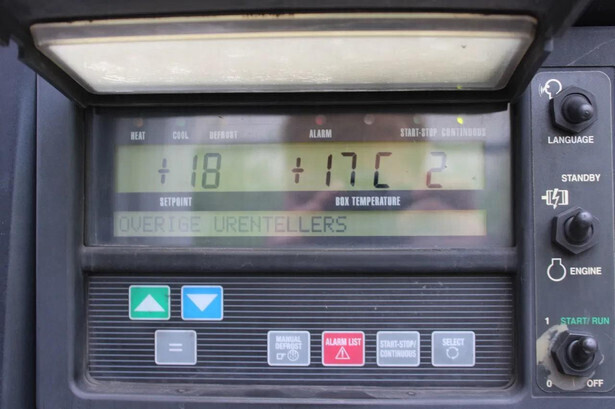 HEAT COOL DEFROST ALARM START-STOP CONTINUOUS
+18 +17C 2
SETPOINT BOX TEMPERATURE
OVERIGE URENTELLERS
=
MANUAL DEFROST
ALARM LIST
START-STOP/ CONTINUOUS
SELECT
LANGUAGE
STANDBY
ENGINE
1 START/RUN
0 OFF